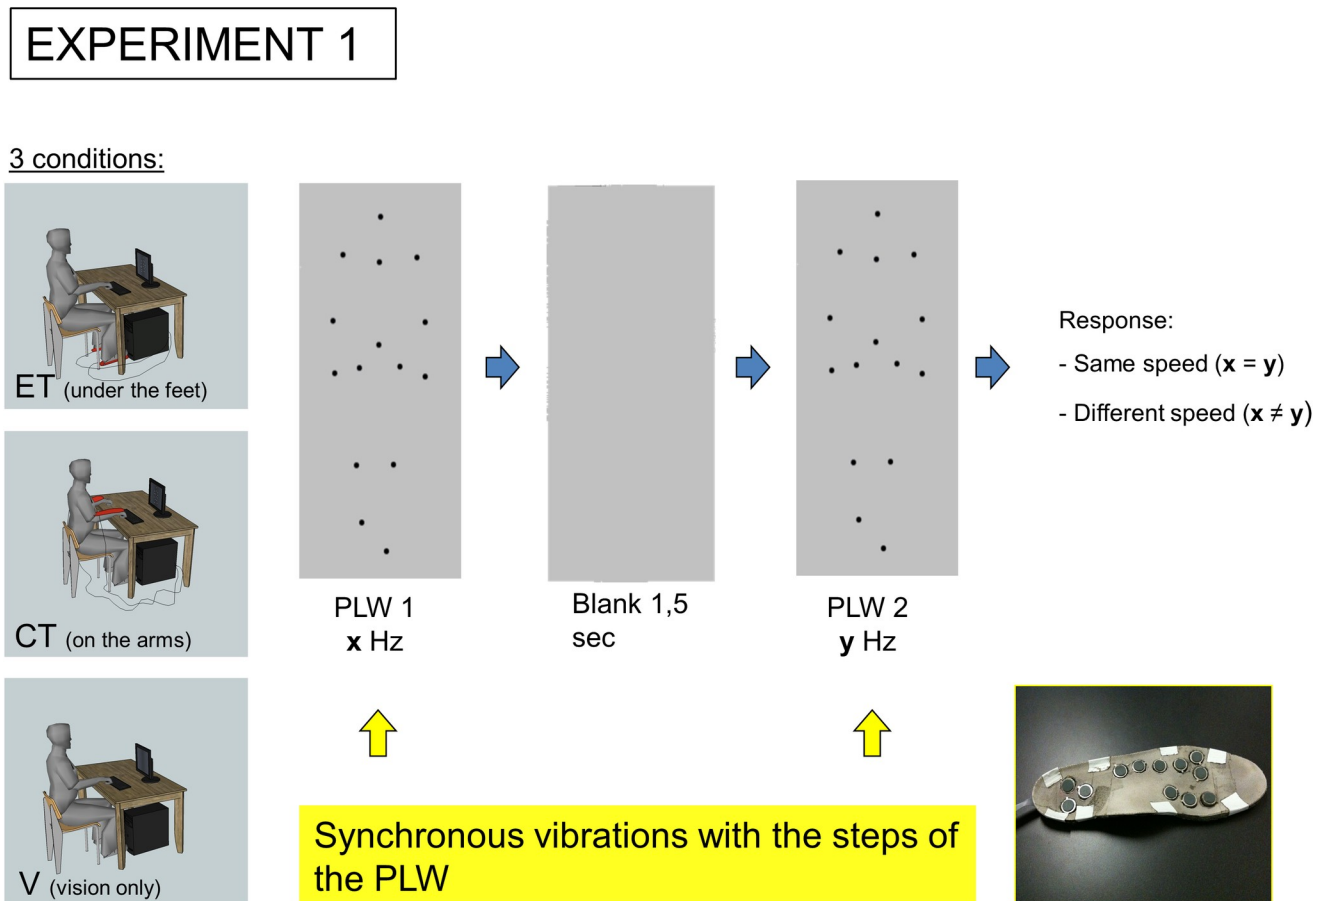 EXPERIMENT 1
3 conditions:
ET (under the feet)
CT (on the arms)
V (vision only)
PLW 1
x Hz
Blank 1,5
sec
PLW 2
y Hz
Response:
- Same speed (x = y)
- Different speed (x ≠ y)
Synchronous vibrations with the steps of
the PLW